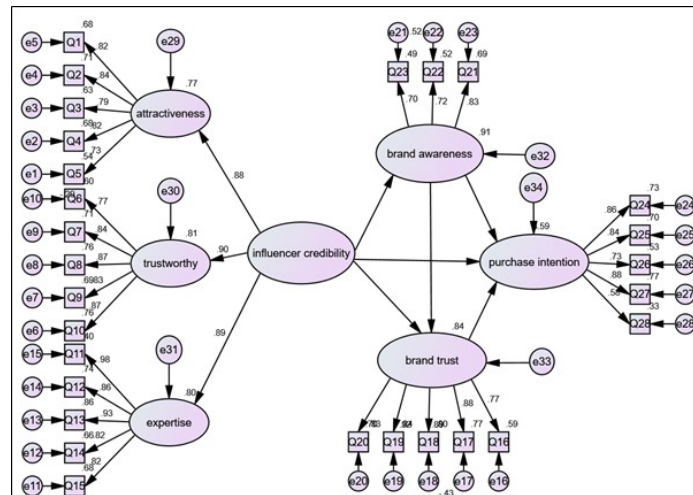 e5 Q1 .68
.82
e29
e4 Q2 .71
.84
.77
e3 Q3 .63
.79
attractiveness
e2 Q4 .68
.82
e1 Q5 .54
.73
.88
e10 Q6 .60
.77
e30
e9 Q7 .71
.84
.81
e8 Q8 .76
.87
trustworthy
.90
influencer credibility
e7 Q9 .69
.83
e6 Q10 .76
.87
.89
e15 Q11
.98
e31
e14 Q12 .74
.86
.80
e13 Q13 .86
.93
expertise
e12 Q14 .66
.82
e11 Q15 .68
.82
e21 .52 e22 .52 e23
.49 .69
Q23 Q22 Q21
.70 .72 .83
.91
brand awareness
e32
e34
.59
purchase intention
.73
.86 Q24 e24
.70
.84 Q25 e25
.53
.73 Q26 e26
.77
.88 Q27 e27
.33
.58 Q28 e28
.84
brand trust
e33
.88 .77
.77 .59
Q20 Q19 Q18 Q17 Q16
e20 e19 e18 e17 e16
-.43